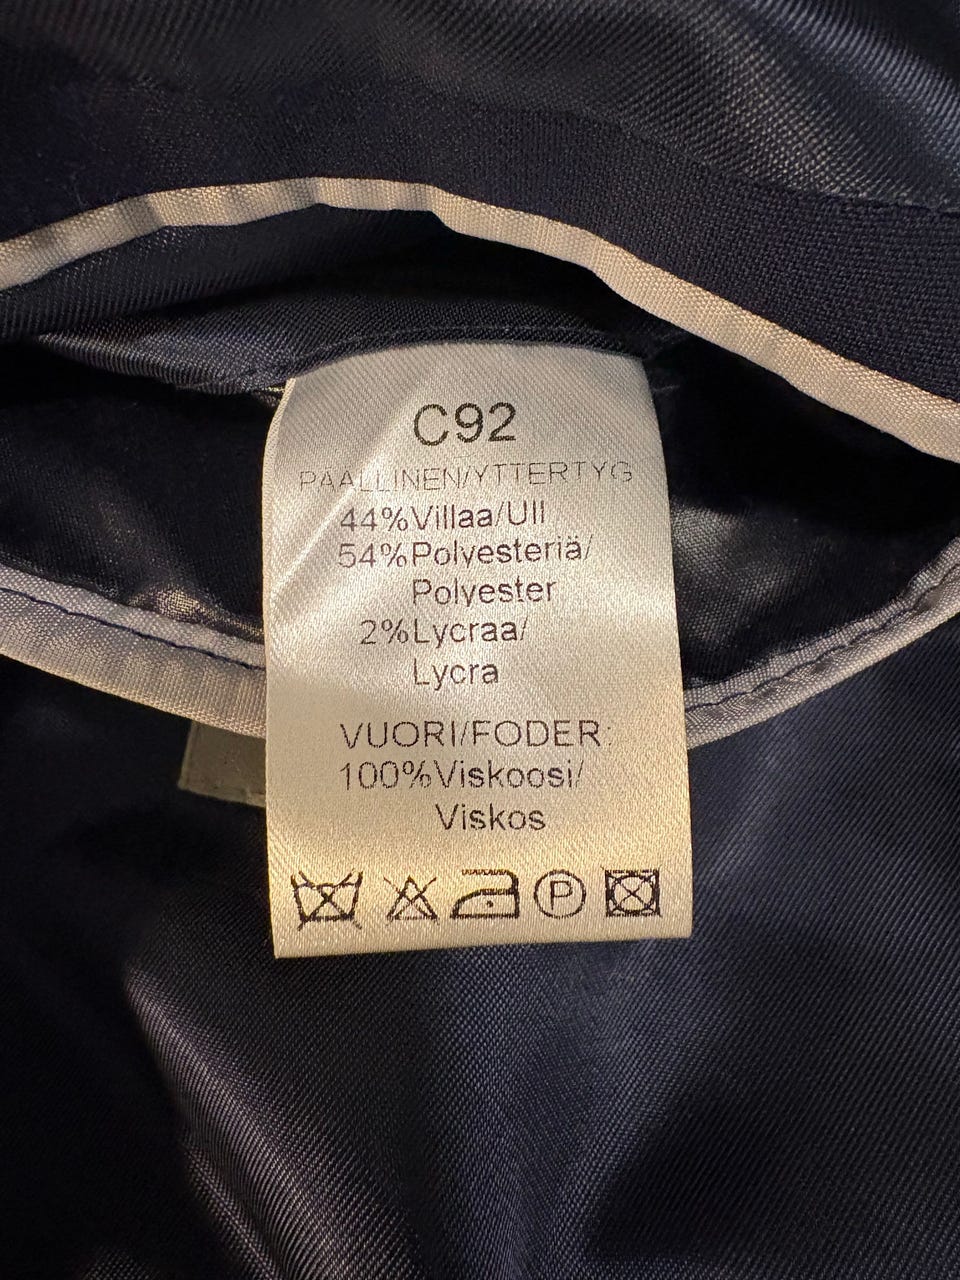 C92
PÄÄLLINEN/YTTERTYG
44%Villaa/Ull
54%Polyesteriä/
Polyester
2%Lycraa/
Lycra
VUORI/FODER:
100%Viskoosi/
Viskos
P